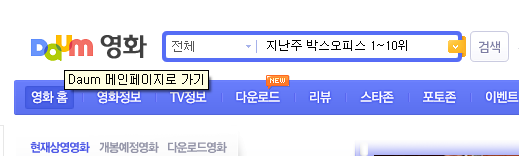 Daum 영화 전체 지난주 박스오피스 1~10위 검색
Daum 메인페이지로 가기
NEW
영화 홈 영화정보 TV정보 다운로드 리뷰 스타존 포토존 이벤트
현재상영영화 개봉예정영화 다운로드영화